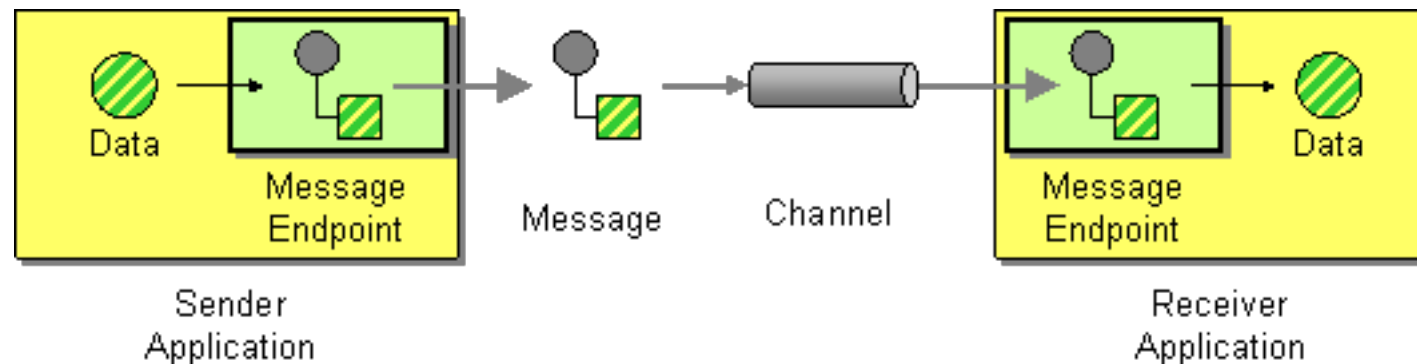 Data
Message
Endpoint
Message
Channel
Message
Endpoint
Data
Sender
Application
Receiver
Application